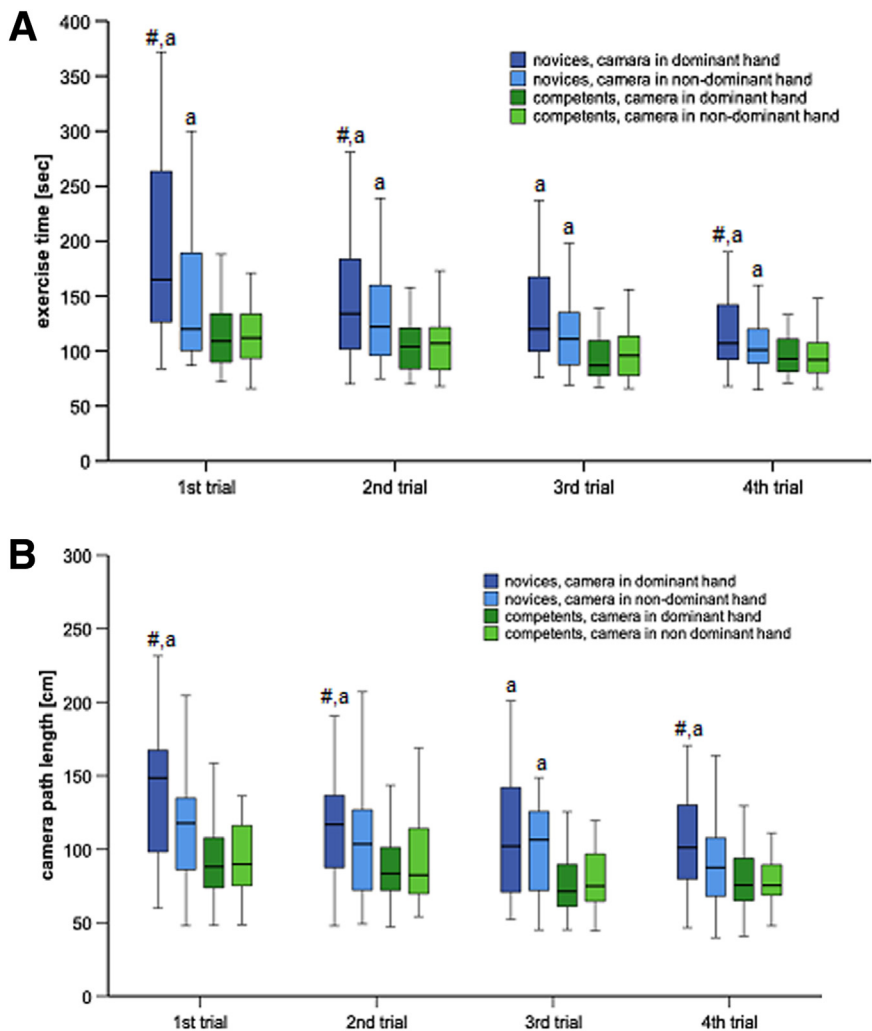 A
400
350
300
250
200
150
100
50
0
exercise time [sec]
#,a
a
#,a
a
a
a
#,a
a
novices, camara in dominant hand
novices, camera in non-dominant hand
competents, camera in dominant hand
competents, camera in non-dominant hand
1st trial
2nd trial
3rd trial
4th trial
B
300
250
200
150
100
50
0
camera path length [cm]
#,a
#,a
a
a
#,a
novices, camera in dominant hand
novices, camera in non-dominant hand
competents, camera in dominant hand
competents, camera in non dominant hand
1st trial
2nd trial
3rd trial
4th trial